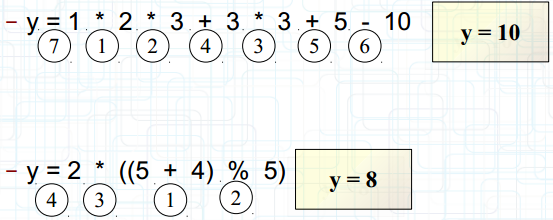 – y = 1 * 2 * 3 + 3 * 3 + 5 - 10
7 1 2 4 3 5 6
y = 10
– y = 2 * ((5 + 4) % 5)
4 3 1 2
y = 8